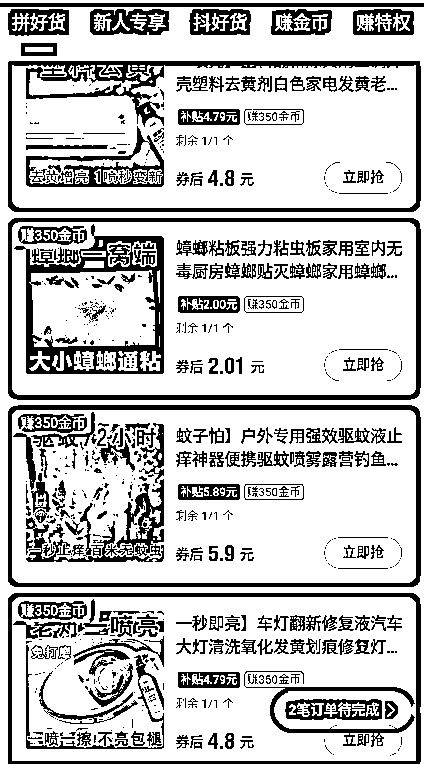 拼好货 新人专享 抖好货 赚金币 赚特权
壳塑料去黄剂白色家电发黄老...
补贴4.79元 赚350金币
剩余 1/1 个
去黄增亮 1喷秒变新
券后 4.8 元
立即抢
赚350金币
蟑螂一窝端
大小蟑螂通粘
蟑螂粘板强力粘虫板家用室内无
毒厨房蟑螂贴灭蟑螂家用蟑螂...
补贴2.00元 赚350金币
剩余 1/1 个
券后 2.01 元
立即抢
赚350金币
驱蚊72小时
一秒止痒 百米无蚊虫
蚊子怕】户外专用强效驱蚊液止
痒神器便携驱蚊喷雾露营钓鱼...
补贴5.89元 赚350金币
剩余 1/1 个
券后 5.9 元
立即抢
赚350金币
免打磨
一喷一擦 不亮包褪
一秒即亮】车灯翻新修复液汽车
大灯清洗氧化发黄划痕修复灯...
补贴4.79元 赚350金币
剩余 1/1 个
2笔订单待完成
券后 4.8 元
立即抢